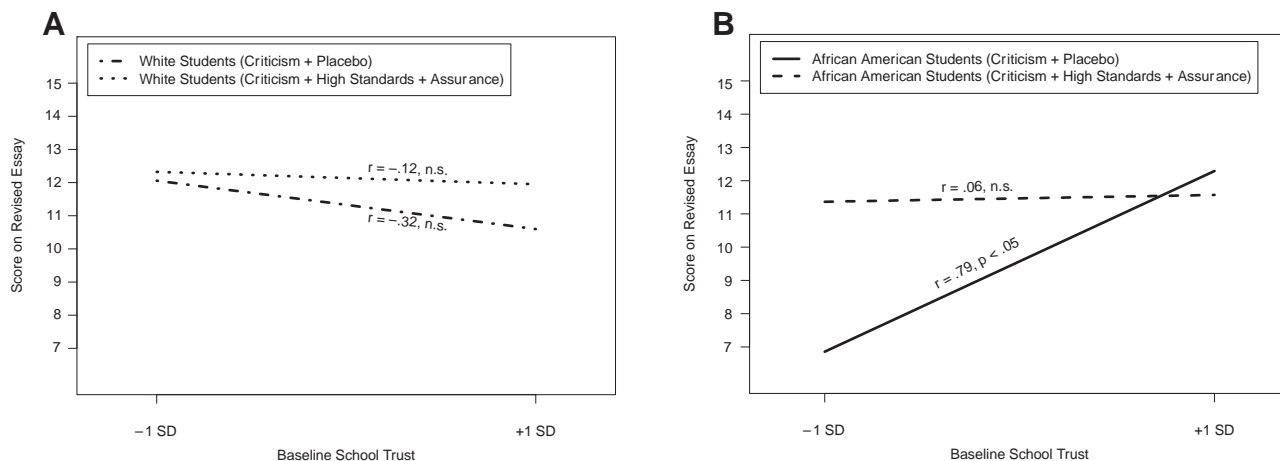 A
White Students (Criticism + Placebo)
White Students (Criticism + High Standards + Assurance)
15
14
13
12
11
10
9
8
7
Score on Revised Essay
r = –.12, n.s.
r = –.32, n.s.
–1 SD
+1 SD
Baseline School Trust
B
African American Students (Criticism + Placebo)
African American Students (Criticism + High Standards + Assurance)
15
14
13
12
11
10
9
8
7
Score on Revised Essay
r = .06, n.s.
r = .79, p < .05
–1 SD
+1 SD
Baseline School Trust